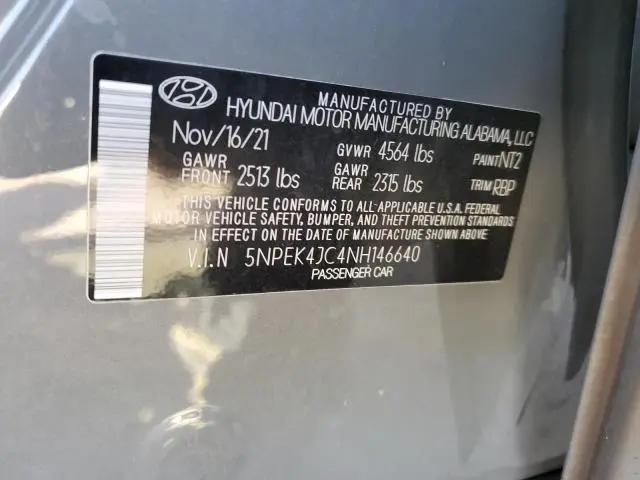 MANUFACTURED BY
HYUNDAI MOTOR MANUFACTURING ALABAMA, LLC
Nov/16/21 GVWR 4564 lbs PAINT NT2
GAWR FRONT 2513 lbs GAWR REAR 2315 lbs TRIM RBP
THIS VEHICLE CONFORMS TO ALL APPLICABLE U.S.A. FEDERAL
MOTOR VEHICLE SAFETY, BUMPER, AND THEFT PREVENTION STANDARDS
IN EFFECT ON THE DATE OF MANUFACTURE SHOWN ABOVE.
V.I.N 5NPEK4JC4NH146640
PASSENGER CAR